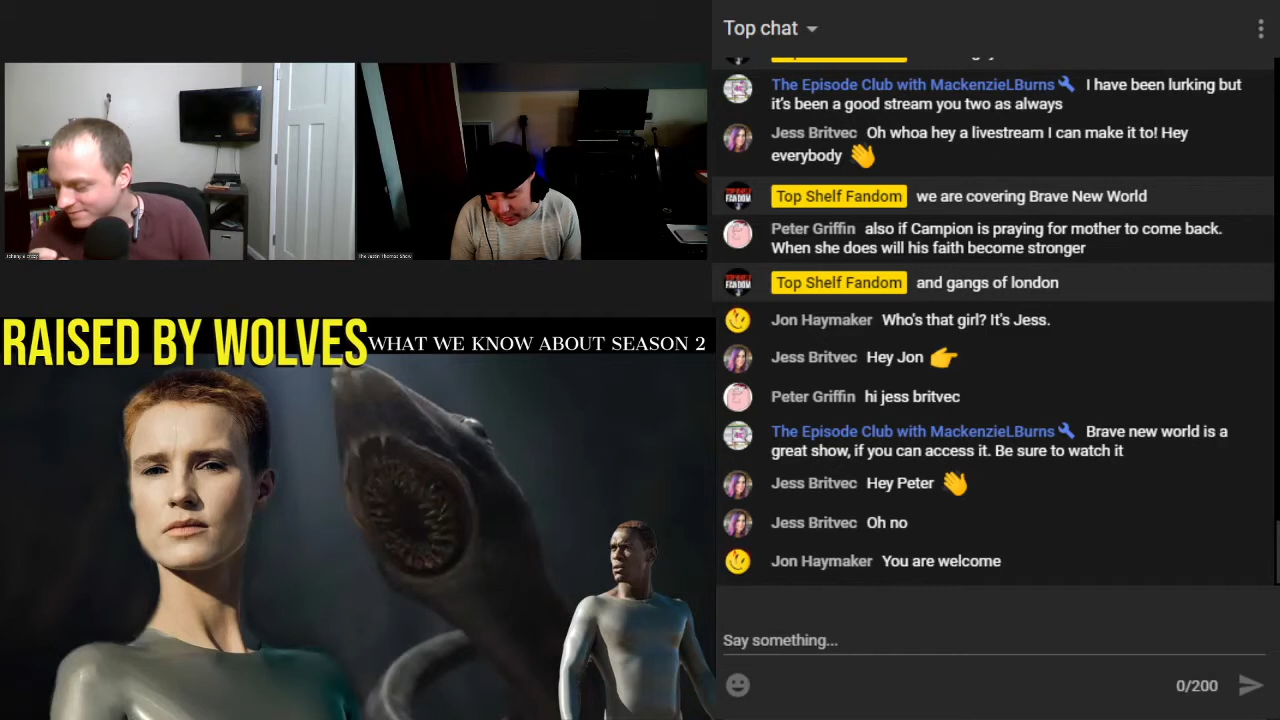 Top chat
The Episode Club with MackenzieLBurns I have been lurking but
it's been a good stream you two as always
Jess Britvec Oh whoa hey a livestream I can make it to! Hey
everybody 👋
Top Shelf Fandom we are covering Brave New World
Peter Griffin also if Campion is praying for mother to come back.
When she does will his faith become stronger
Top Shelf Fandom and gangs of london
Jon Haymaker Who's that girl? It's Jess.
Jess Britvec Hey Jon 👉
Peter Griffin hi jess britvec
The Episode Club with MackenzieLBurns Brave new world is a
great show, if you can access it. Be sure to watch it
Jess Britvec Hey Peter 👋
Jess Britvec Oh no
Jon Haymaker You are welcome
Say something...
0/200
The Justin Thomas Show
RAISED BY WOLVES
WHAT WE KNOW ABOUT SEASON 2